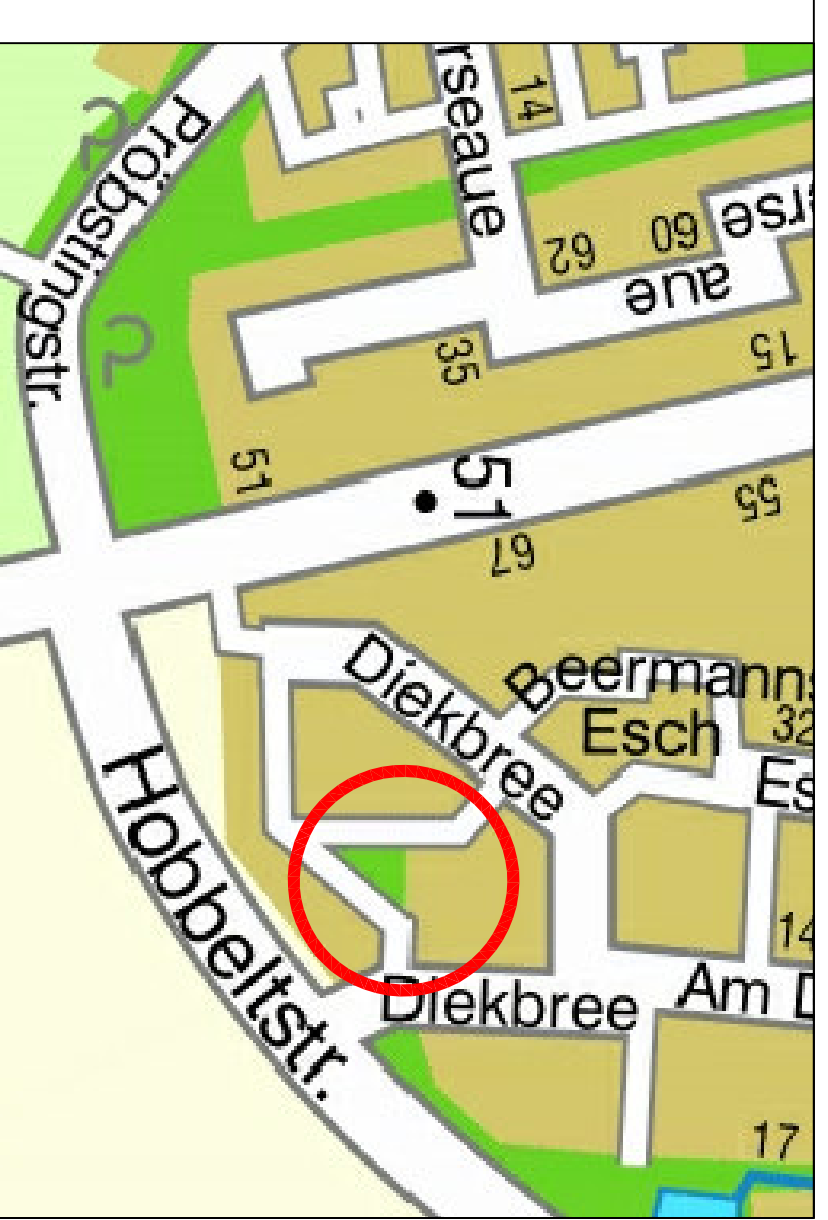 Pröbstingstr.
rseaue
14
62
60
erse
aue
35
15
51
51
55
67
Diekbree
Beermanns
Esch
32
Es
Hobbeltstr.
14
Diekbree
Am D
17